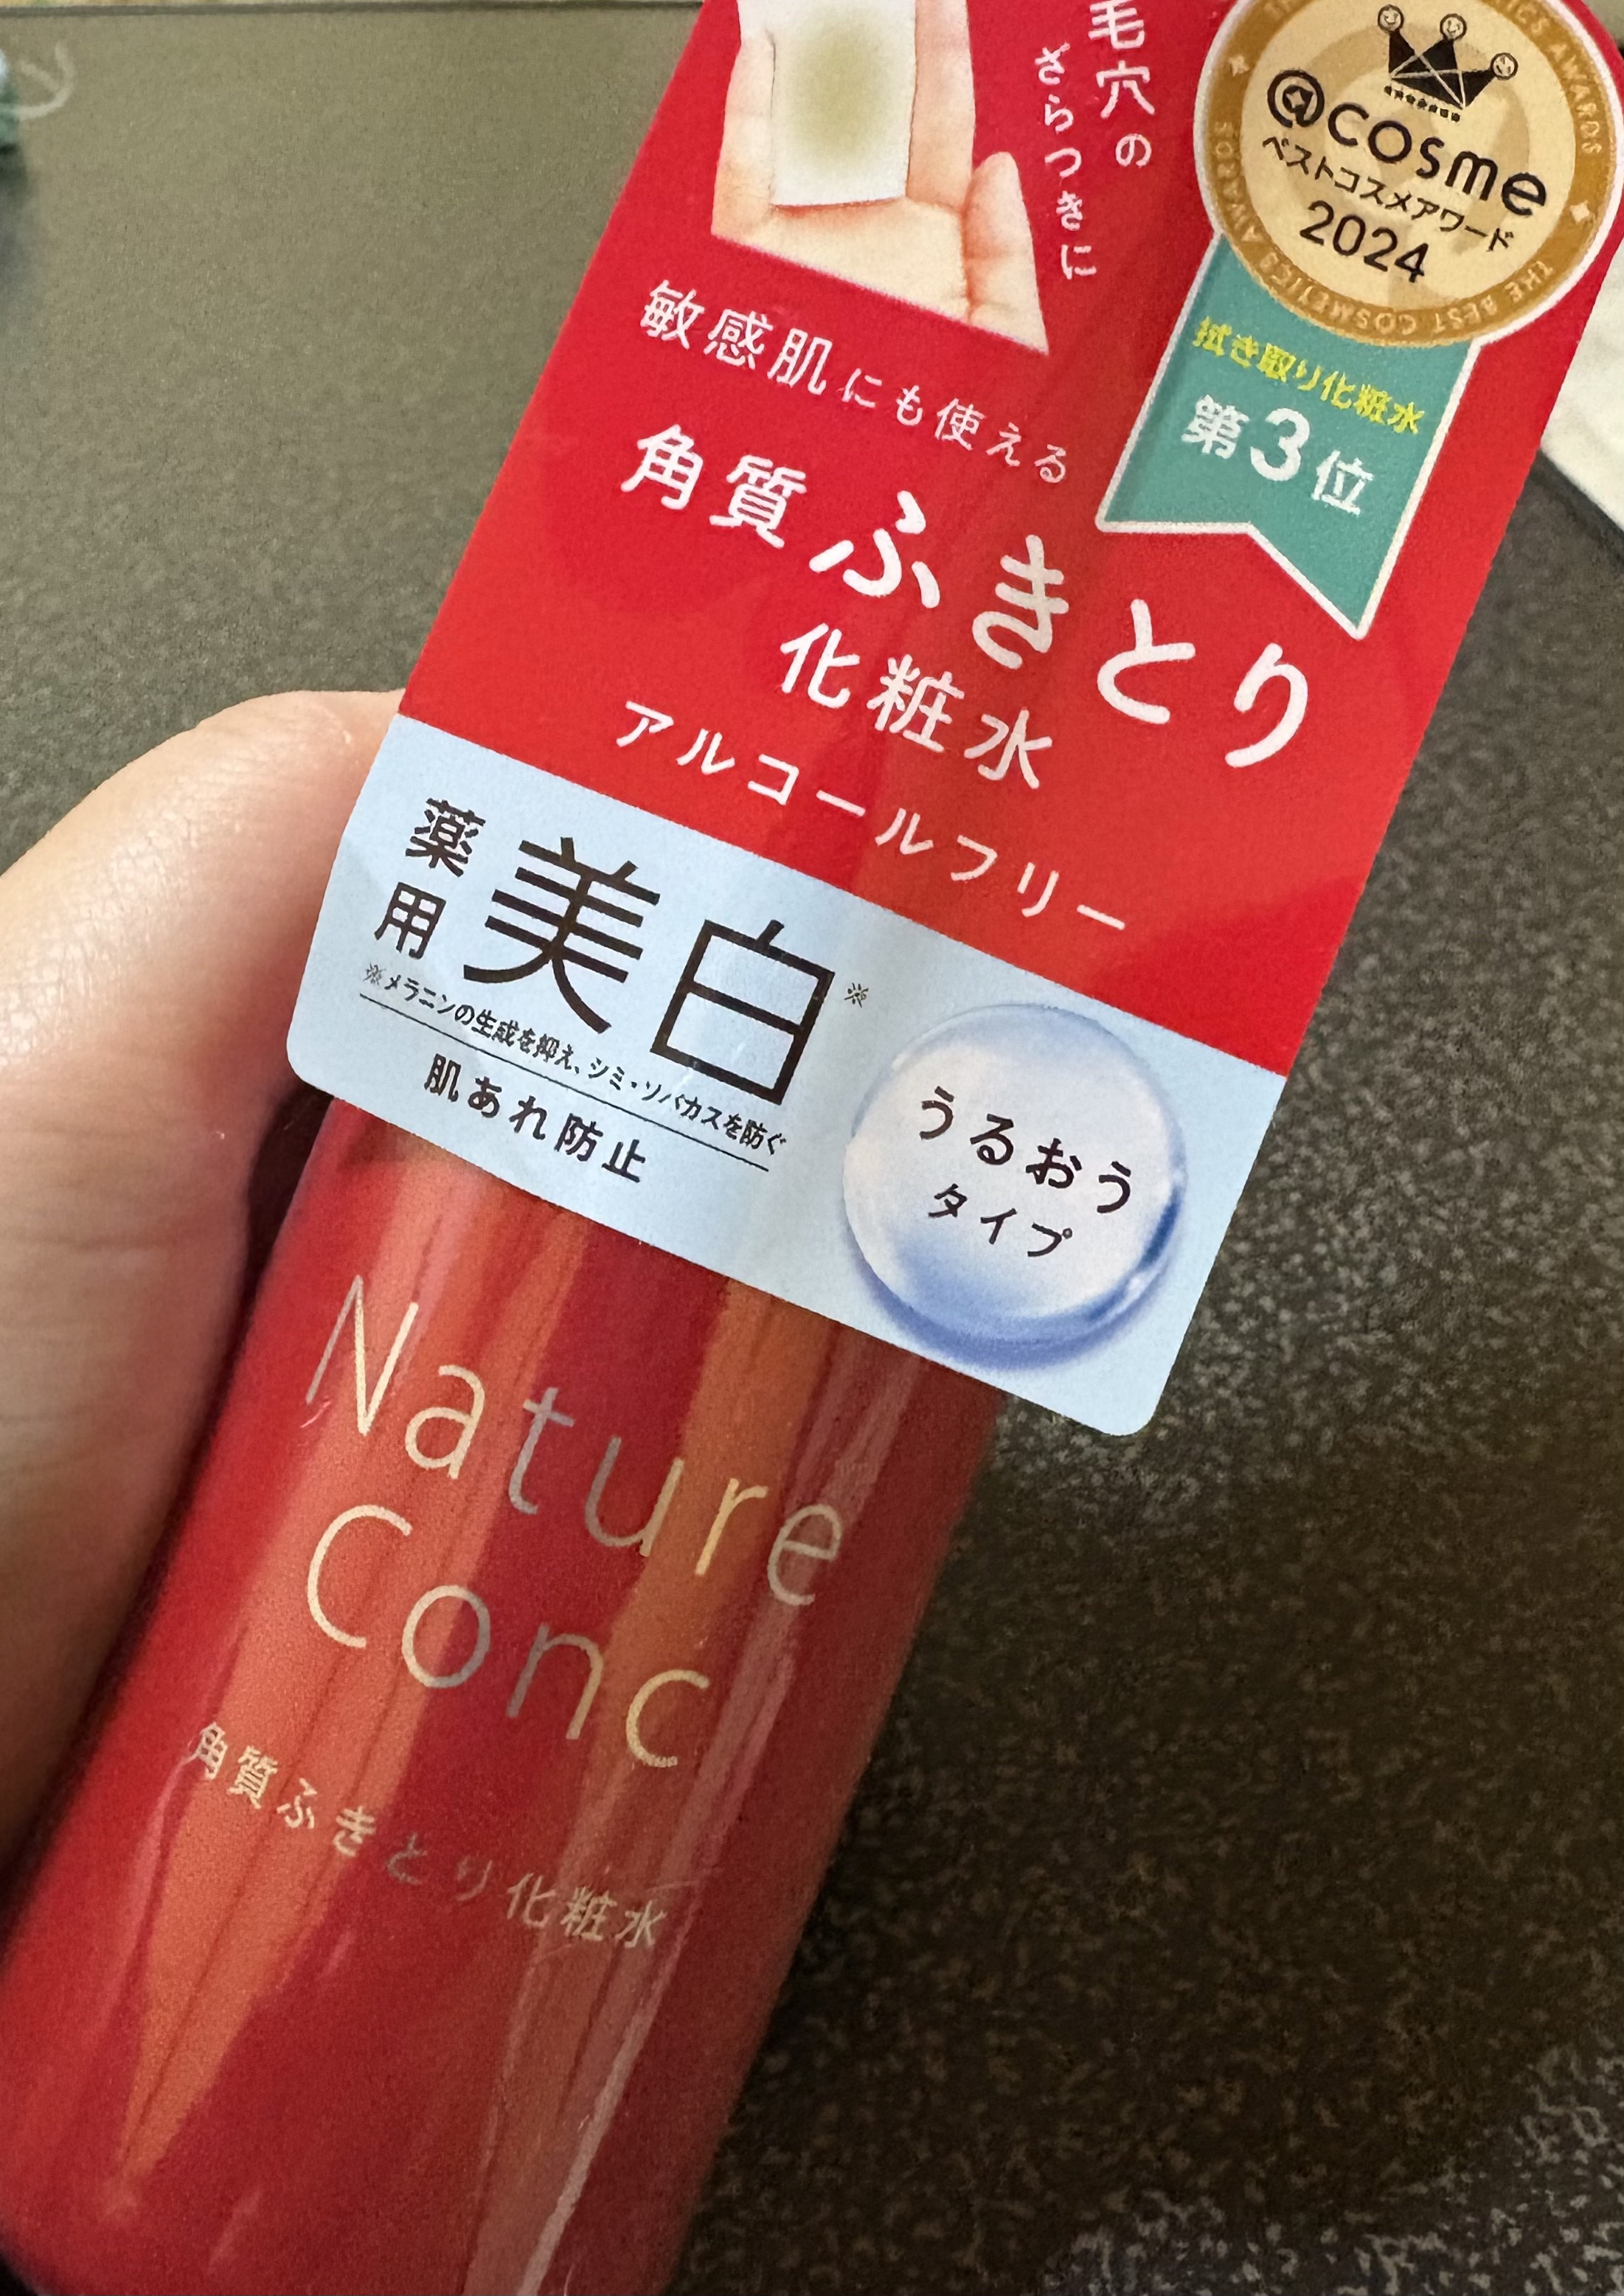 毛穴の
ざらつきに
@cosme
ベストコスメアワード
2024
THE BEST COSMETICS AWARDS
拭き取り化粧水
第3位
敏感肌にも使える
角質ふきとり
化粧水
アルコールフリー
薬用
美白※
※メラニンの生成を抑え、シミ・ソバカスを防ぐ
肌あれ防止
うるおう
タイプ
Nature
Conc
角質ふきとり化粧水